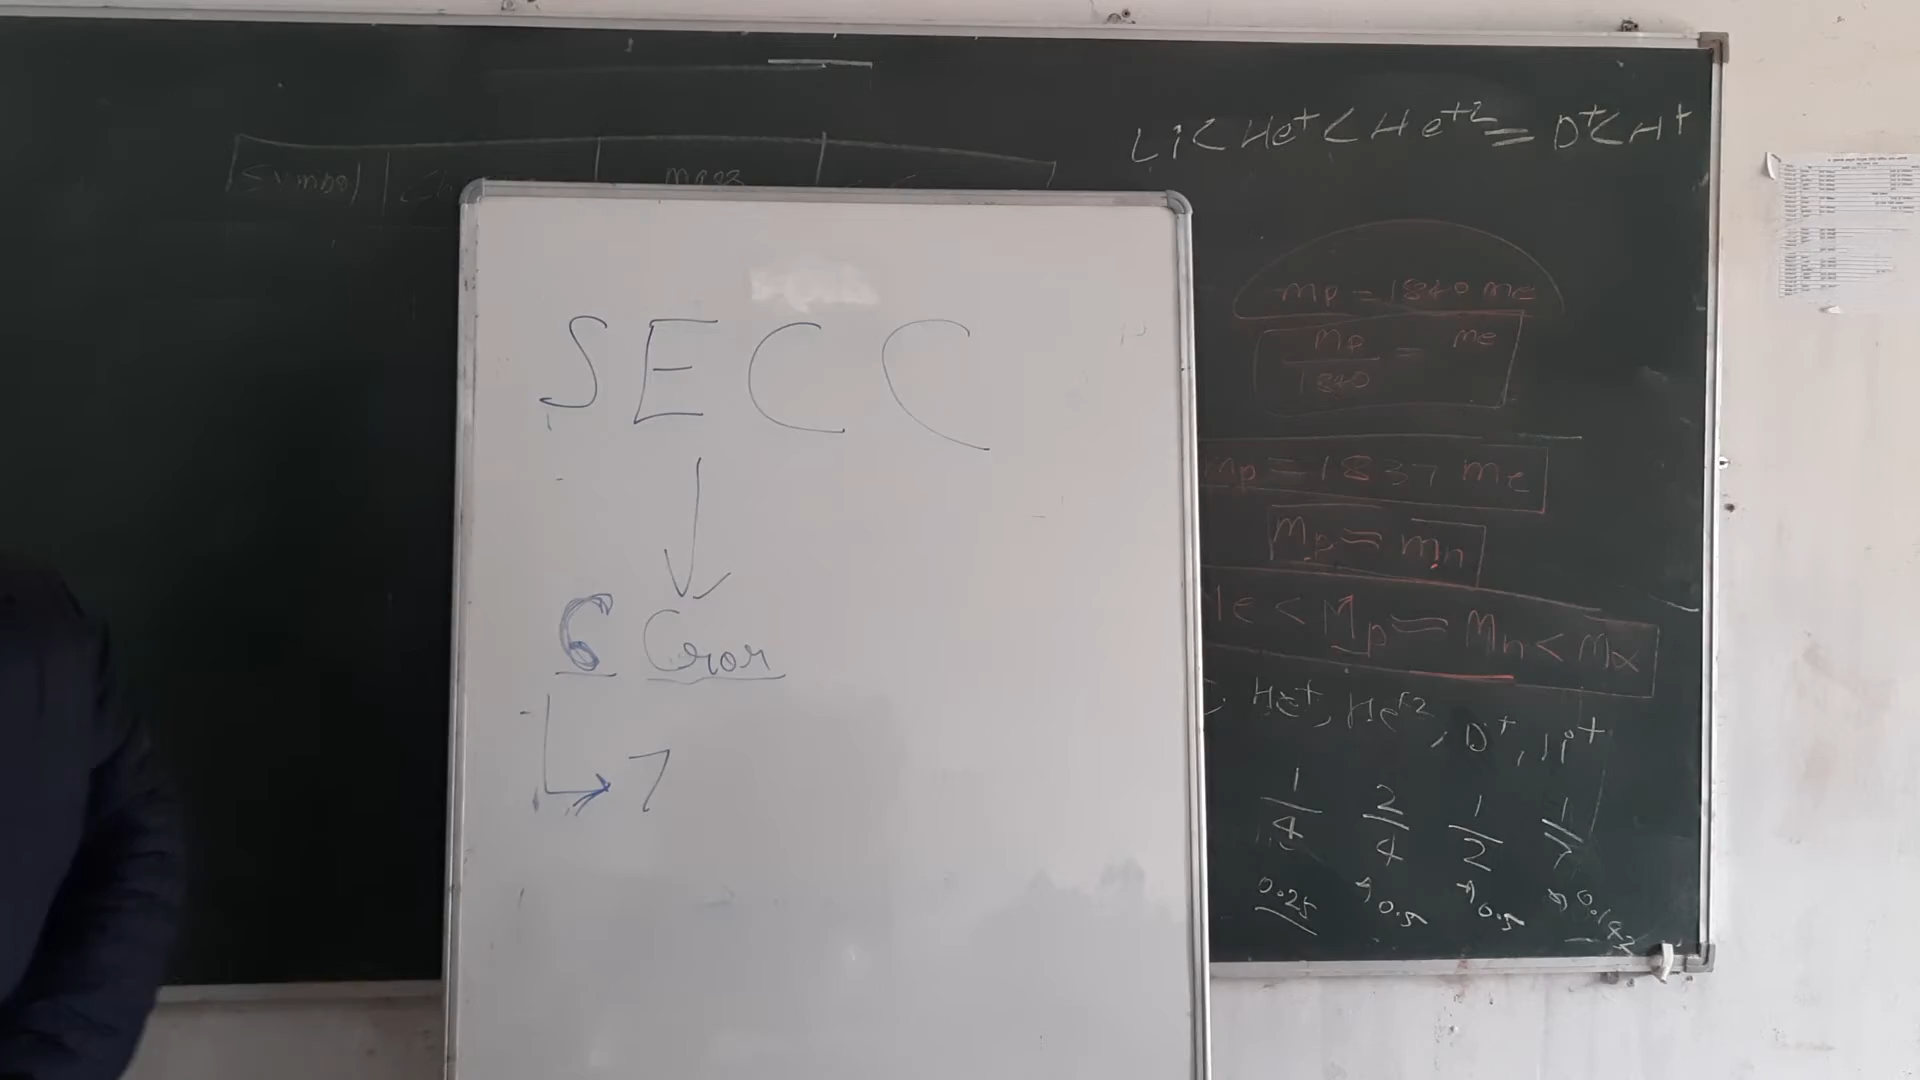 Symbol
mass
Li < He⁺ < He⁺² = D⁺ < H⁺
SECC
6 Cror
7
mp = 1840 me
mp/1840 = me
mp = 1837 me
Mp ≈ mn
e < Mp ≈ Mn < Mα
He⁺, He⁺², D⁺, Li⁺
1/4 2/4 1/2 1/7
0.25 → 0.5 → 0.5